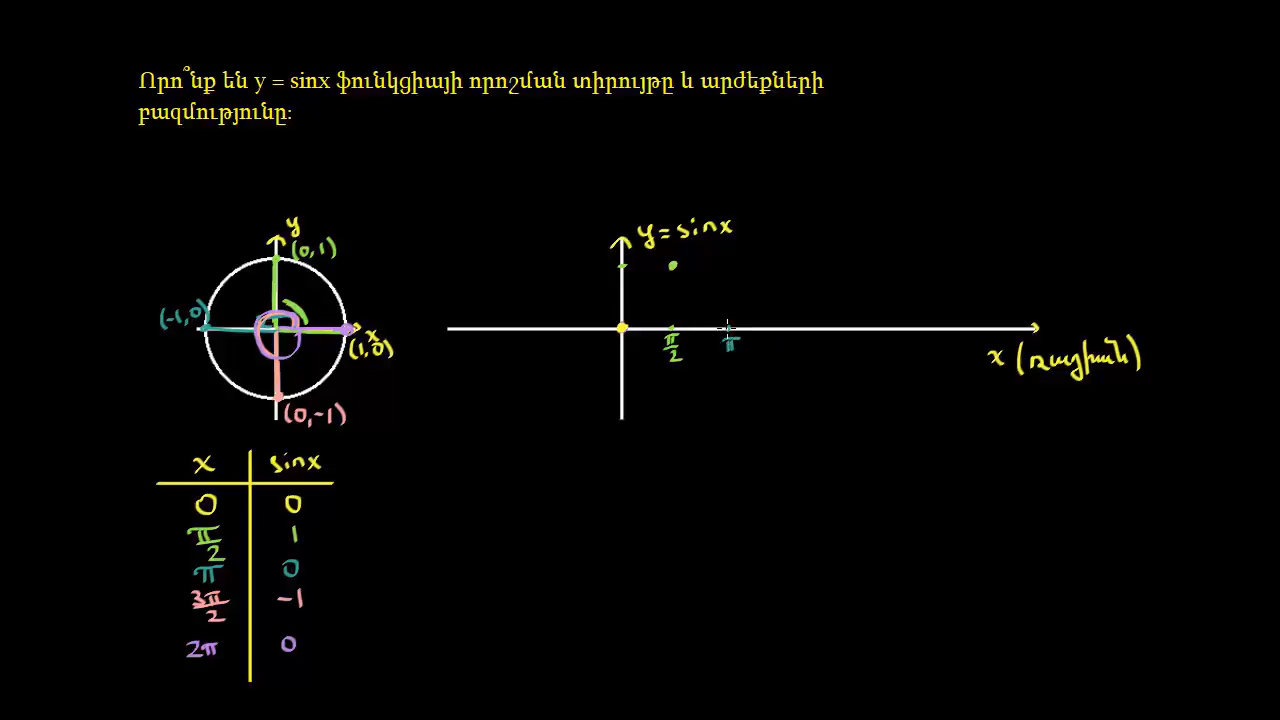 Որո՞նք են y = sinx ֆունկցիայի որոշման տիրույթը և արժեքների
բազմությունը:
y
(0,1)
(-1,0)
x
(1,0)
(0,-1)
y = sinx
π/2
π
x (ռադիան)
x sinx
0 0
π/2 1
π 0
3π/2 -1
2π 0